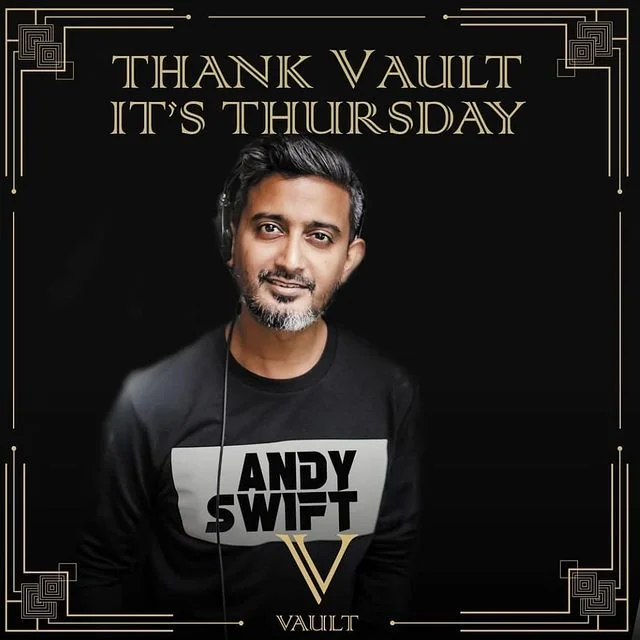 THANK VAULT
IT'S THURSDAY
ANDY
SWIFT
V
VAULT